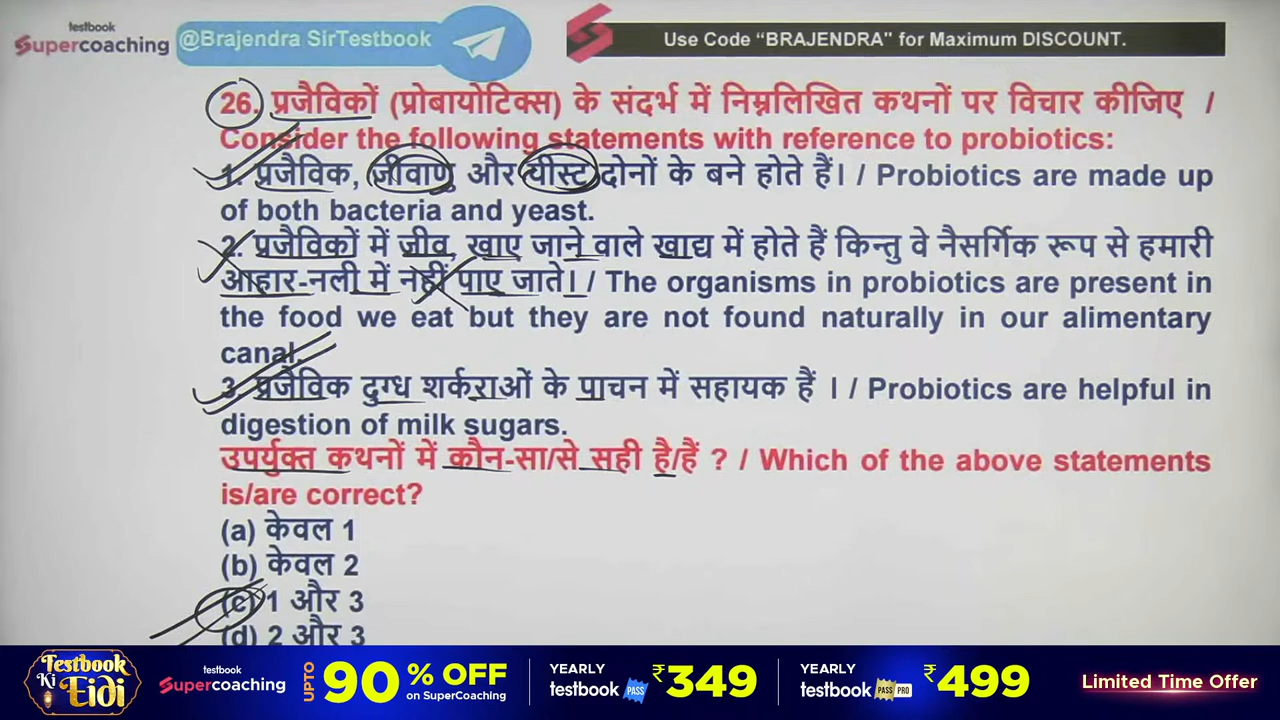 testbook
Supercoaching
@Brajendra SirTestbook
Use Code “BRAJENDRA" for Maximum DISCOUNT.
26. प्रजैविकों (प्रोबायोटिक्स) के संदर्भ में निम्नलिखित कथनों पर विचार कीजिए /
Consider the following statements with reference to probiotics:
1. प्रजैविक, जीवाणु और यीस्ट दोनों के बने होते हैं। / Probiotics are made up
of both bacteria and yeast.
2. प्रजैविकों में जीव, खाए जाने वाले खाद्य में होते हैं किन्तु वे नैसर्गिक रूप से हमारी
आहार-नली में नहीं पाए जाते। / The organisms in probiotics are present in
the food we eat but they are not found naturally in our alimentary
canal.
3. प्रजैविक दुग्ध शर्कराओं के पाचन में सहायक हैं । / Probiotics are helpful in
digestion of milk sugars.
उपर्युक्त कथनों में कौन-सा/से सही है/हैं ? / Which of the above statements
is/are correct?
(a) केवल 1
(b) केवल 2
(c) 1 और 3
(d) 2 और 3
Testbook Ki Eidi
testbook
Supercoaching
UPTO 90% OFF on SuperCoaching
YEARLY testbook PASS ₹349
YEARLY testbook PASS PRO ₹499
Limited Time Offer